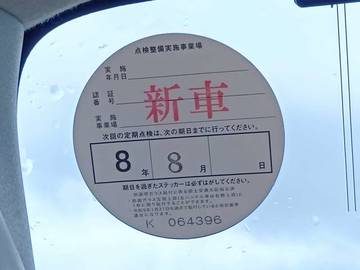 点検整備実施事業場
実施
年月日
認証
番号
新車
実施
事業場
次回の定期点検は、次の期日までに行ってください。
8年8月 日
期日を過ぎたステッカーは必ずはがしてください。
K 064396